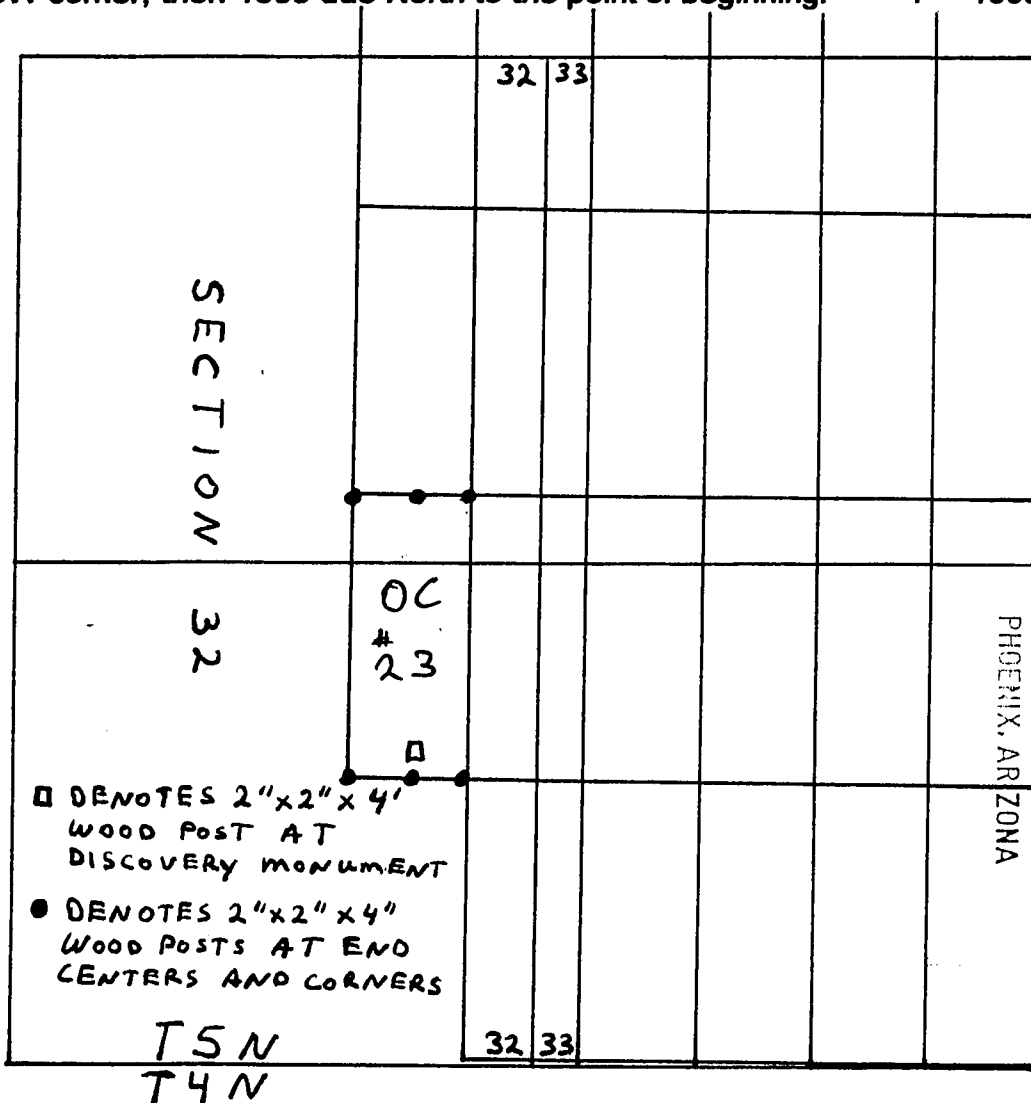 corner, then 1500 due North to the point of beginning.
32 33
SECTION 32
OC
#
23
PHOENIX, ARIZONA
DENOTES 2"x2"x4'
WOOD POST AT
DISCOVERY MONUMENT
DENOTES 2"x2"x4"
WOOD POSTS AT END
CENTERS AND CORNERS
T5N
32 33
T4N